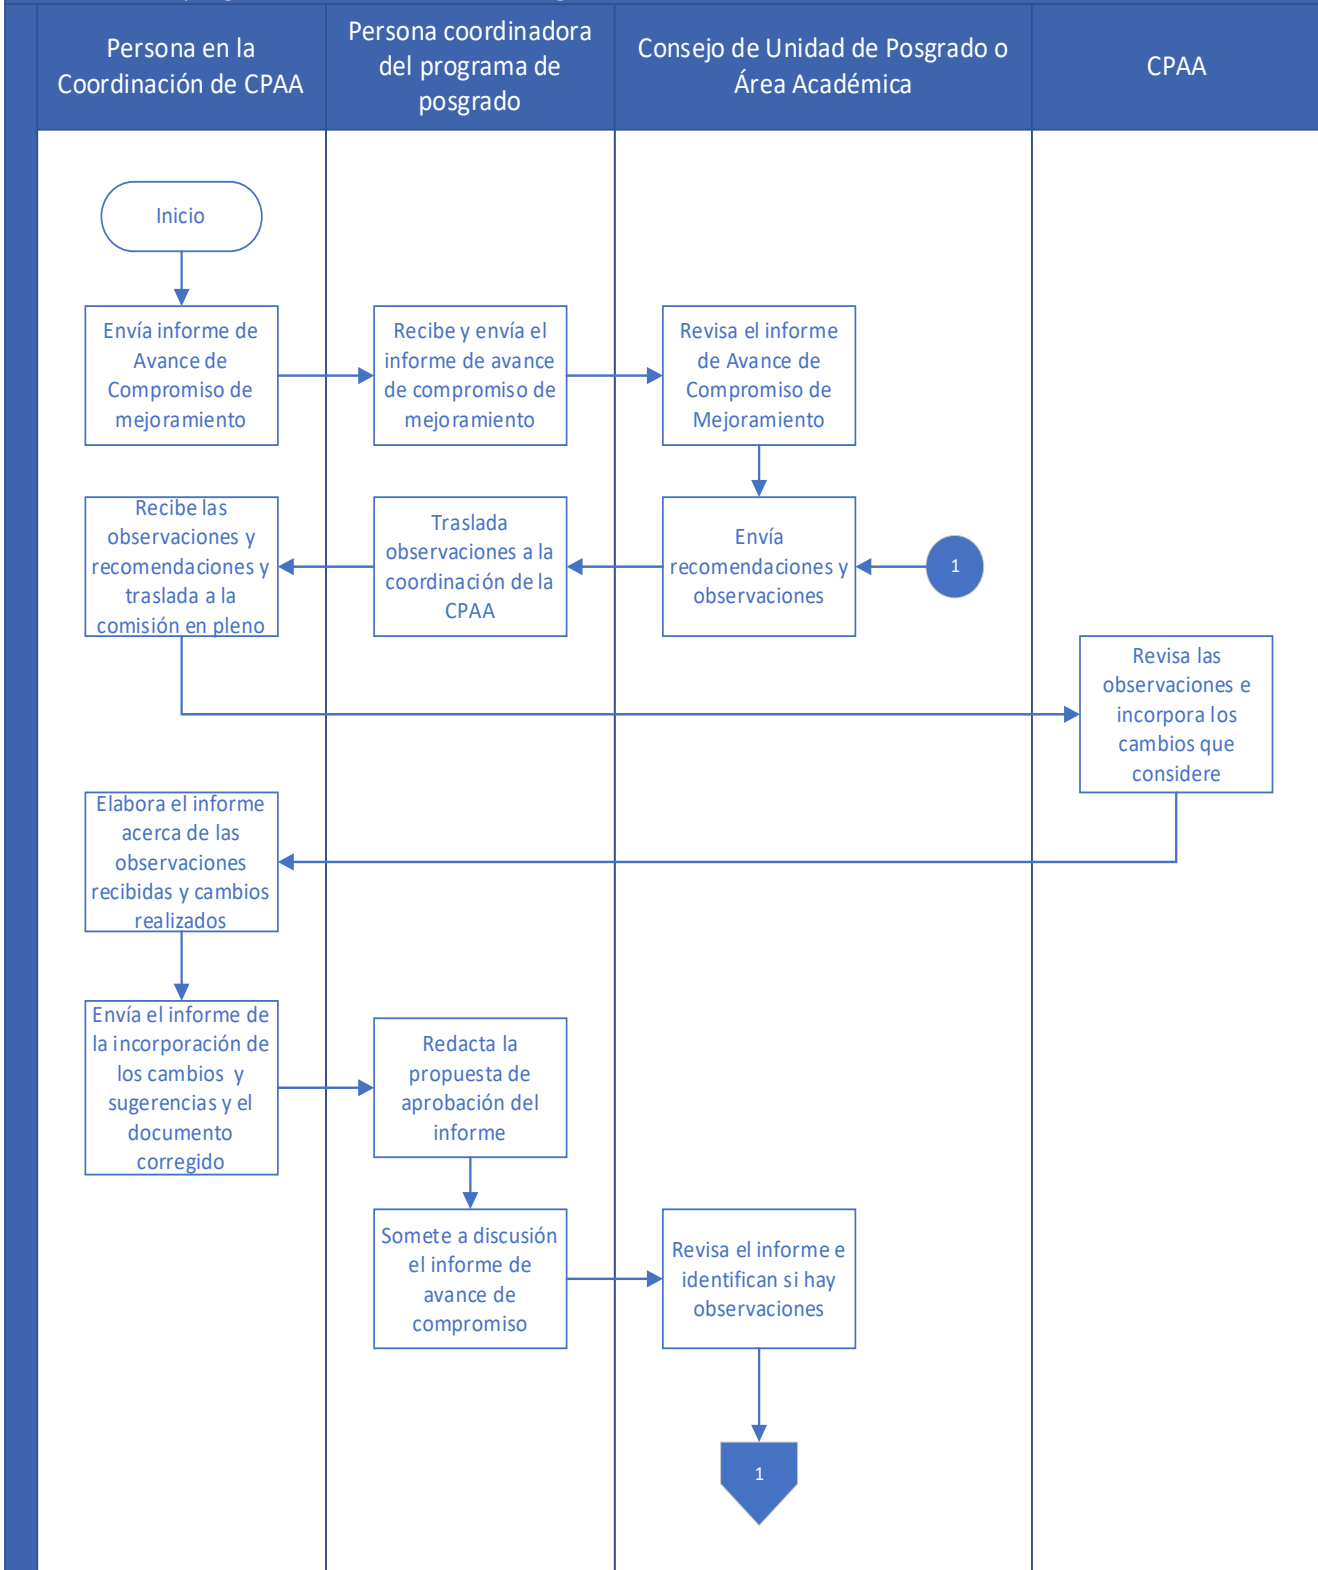 Persona en la
Coordinación de CPAA
Persona coordinadora
del programa de
posgrado
Consejo de Unidad de Posgrado o
Área Académica
CPAA
Inicio
Envía informe de
Avance de
Compromiso de
mejoramiento
Recibe y envía el
informe de avance
de compromiso de
mejoramiento
Revisa el informe
de Avance de
Compromiso de
Mejoramiento
Recibe las
observaciones y
recomendaciones y
traslada a la
comisión en pleno
Traslada
observaciones a la
coordinación de la
CPAA
Envía
recomendaciones y
observaciones
1
Revisa las
observaciones e
incorpora los
cambios que
considere
Elabora el informe
acerca de las
observaciones
recibidas y cambios
realizados
Envía el informe de
la incorporación de
los cambios y
sugerencias y el
documento
corregido
Redacta la
propuesta de
aprobación del
informe
Somete a discusión
el informe de
avance de
compromiso
Revisa el informe e
identifican si hay
observaciones
1